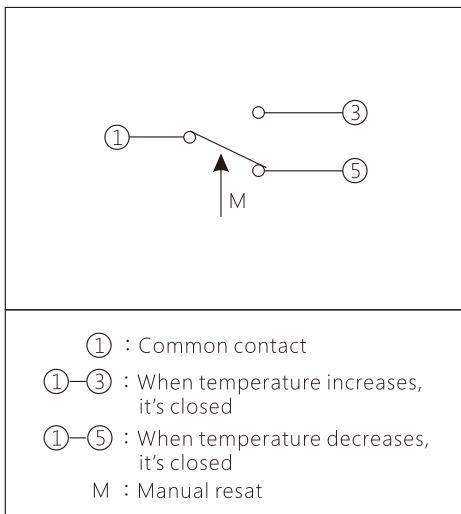 ③
①
⑤
M
① : Common contact
①–③ : When temperature increases,
it's closed
①–⑤ : When temperature decreases,
it's closed
M : Manual resat